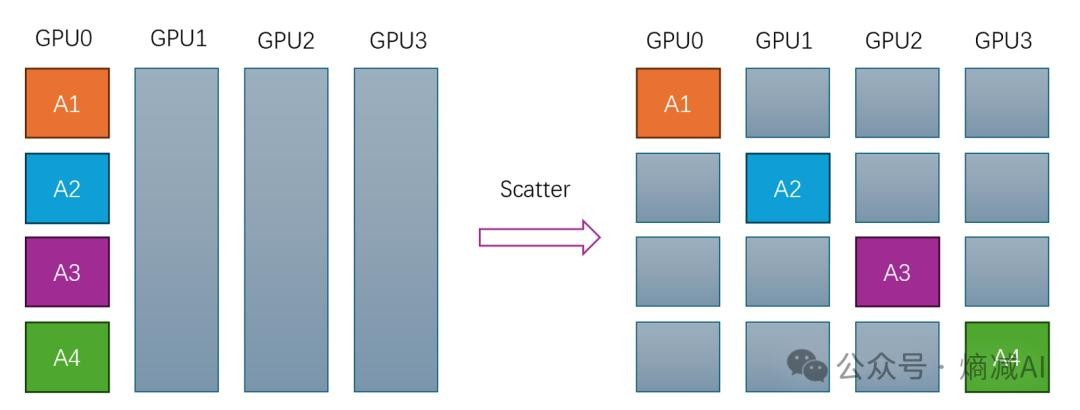 GPU0 GPU1 GPU2 GPU3
A1
A2
A3
A4
Scatter
GPU0 GPU1 GPU2 GPU3
A1
A2
A3
A4
公众号 · 熵减AI